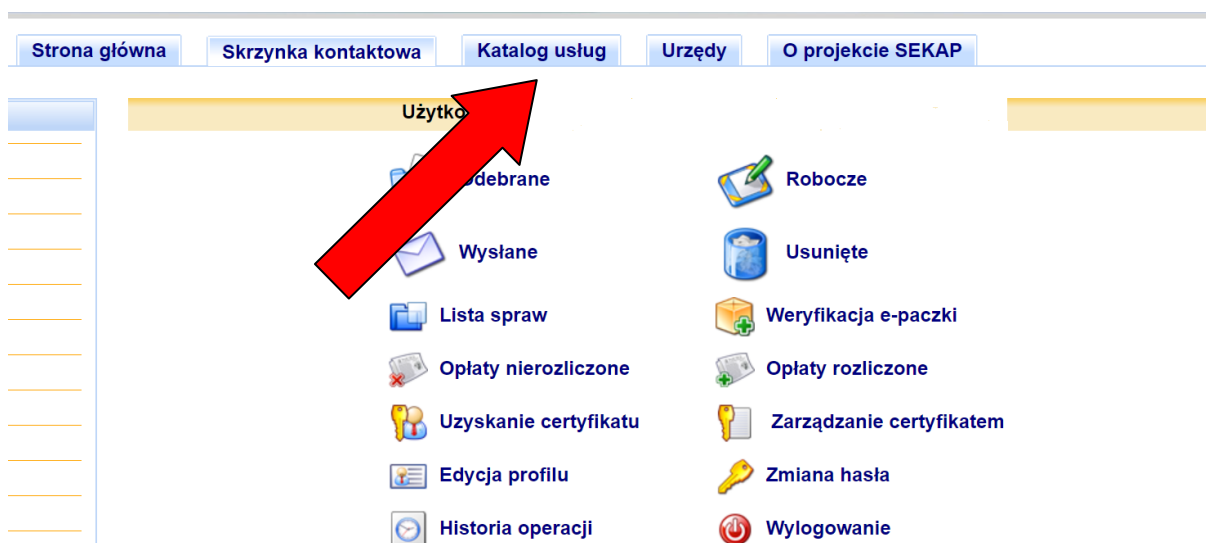 Strona główna Skrzynka kontaktowa Katalog usług Urzędy O projekcie SEKAP
Odebrane Robocze
Wysłane Usunięte
Lista spraw Weryfikacja e-paczki
Opłaty nierozliczone Opłaty rozliczone
Uzyskanie certyfikatu Zarządzanie certyfikatem
Edycja profilu Zmiana hasła
Historia operacji Wylogowanie